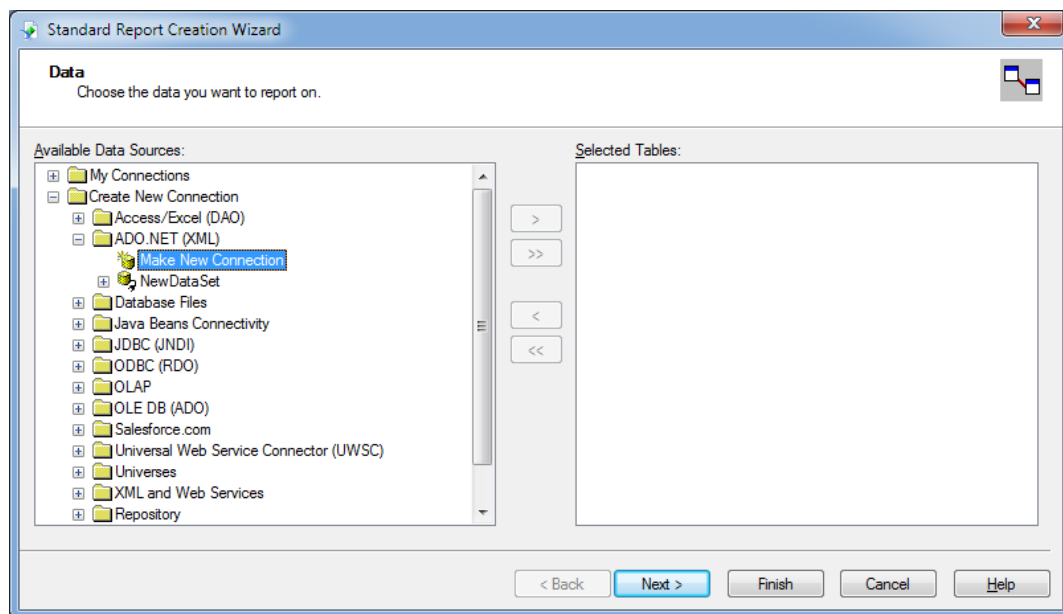 Standard Report Creation Wizard
Data
Choose the data you want to report on.
Available Data Sources:
My Connections
Create New Connection
Access/Excel (DAO)
ADO.NET (XML)
Make New Connection
NewDataSet
Database Files
Java Beans Connectivity
JDBC (JNDI)
ODBC (RDO)
OLAP
OLE DB (ADO)
Salesforce.com
Universal Web Service Connector (UWSC)
Universes
XML and Web Services
Repository
>
>>
<
<<
Selected Tables:
< Back Next > Finish Cancel Help